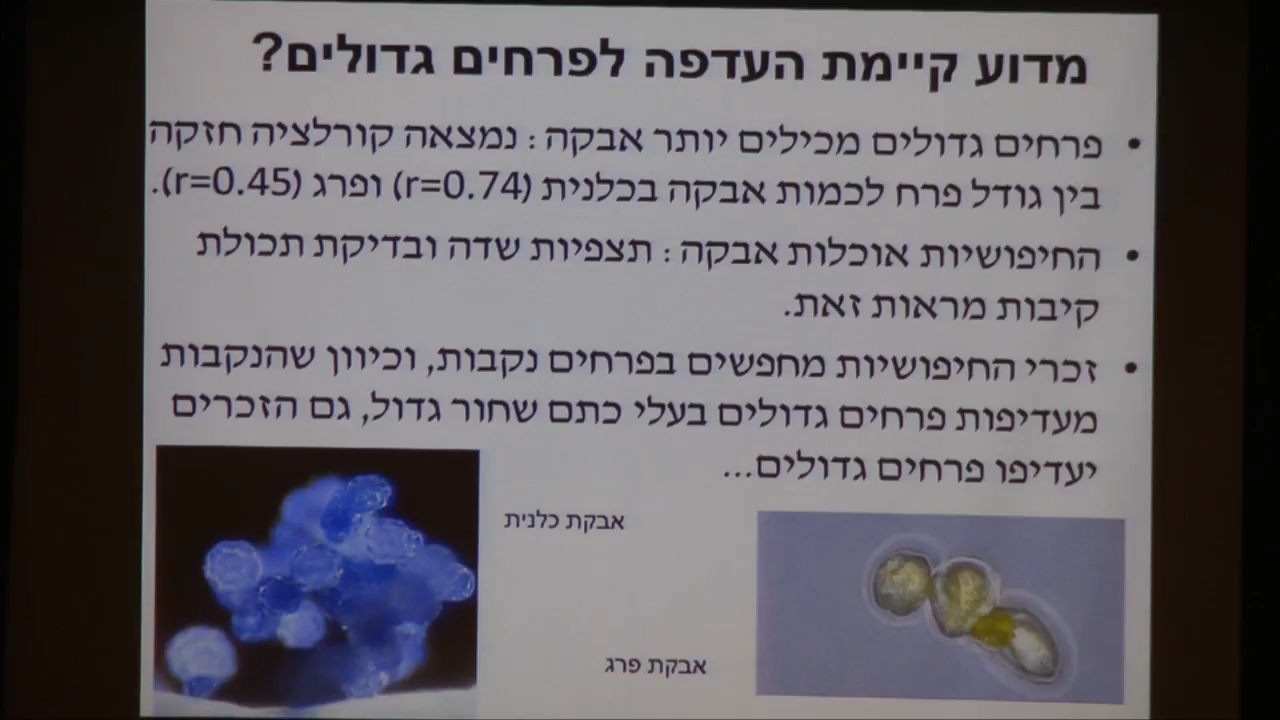 מדוע קיימת העדפה לפרחים גדולים?
• פרחים גדולים מכילים יותר אבקה : נמצאה קורלציה חזקה
בין גודל פרח לכמות אבקה בכלנית (r=0.74) ופרג (r=0.45).
• החיפושיות אוכלות אבקה : תצפיות שדה ובדיקת תכולת
קיבות מראות זאת.
• זכרי החיפושיות מחפשים בפרחים נקבות, וכיוון שהנקבות
מעדיפות פרחים גדולים בעלי כתם שחור גדול, גם הזכרים
יעדיפו פרחים גדולים...
אבקת כלנית
אבקת פרג